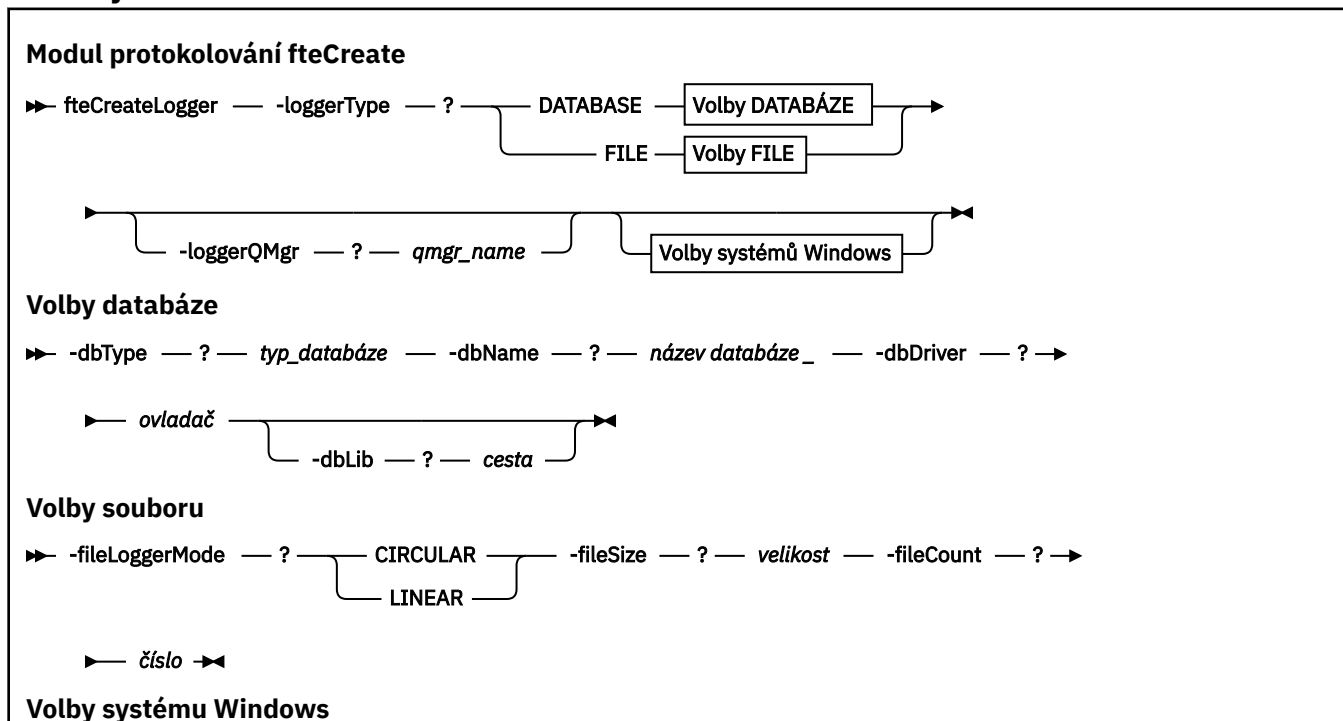 Modul protokolování fteCreate
fteCreateLogger -loggerType ? DATABASE Volby DATABÁZE
FILE Volby FILE
-loggerQMgr ? qmgr_name Volby systémů Windows
Volby databáze
-dbType ? typ_databáze -dbName ? název databáze _ -dbDriver ?
ovladač
-dbLib ? cesta
Volby souboru
-fileLoggerMode ? CIRCULAR -fileSize ? velikost -fileCount ?
LINEAR
číslo
Volby systému Windows